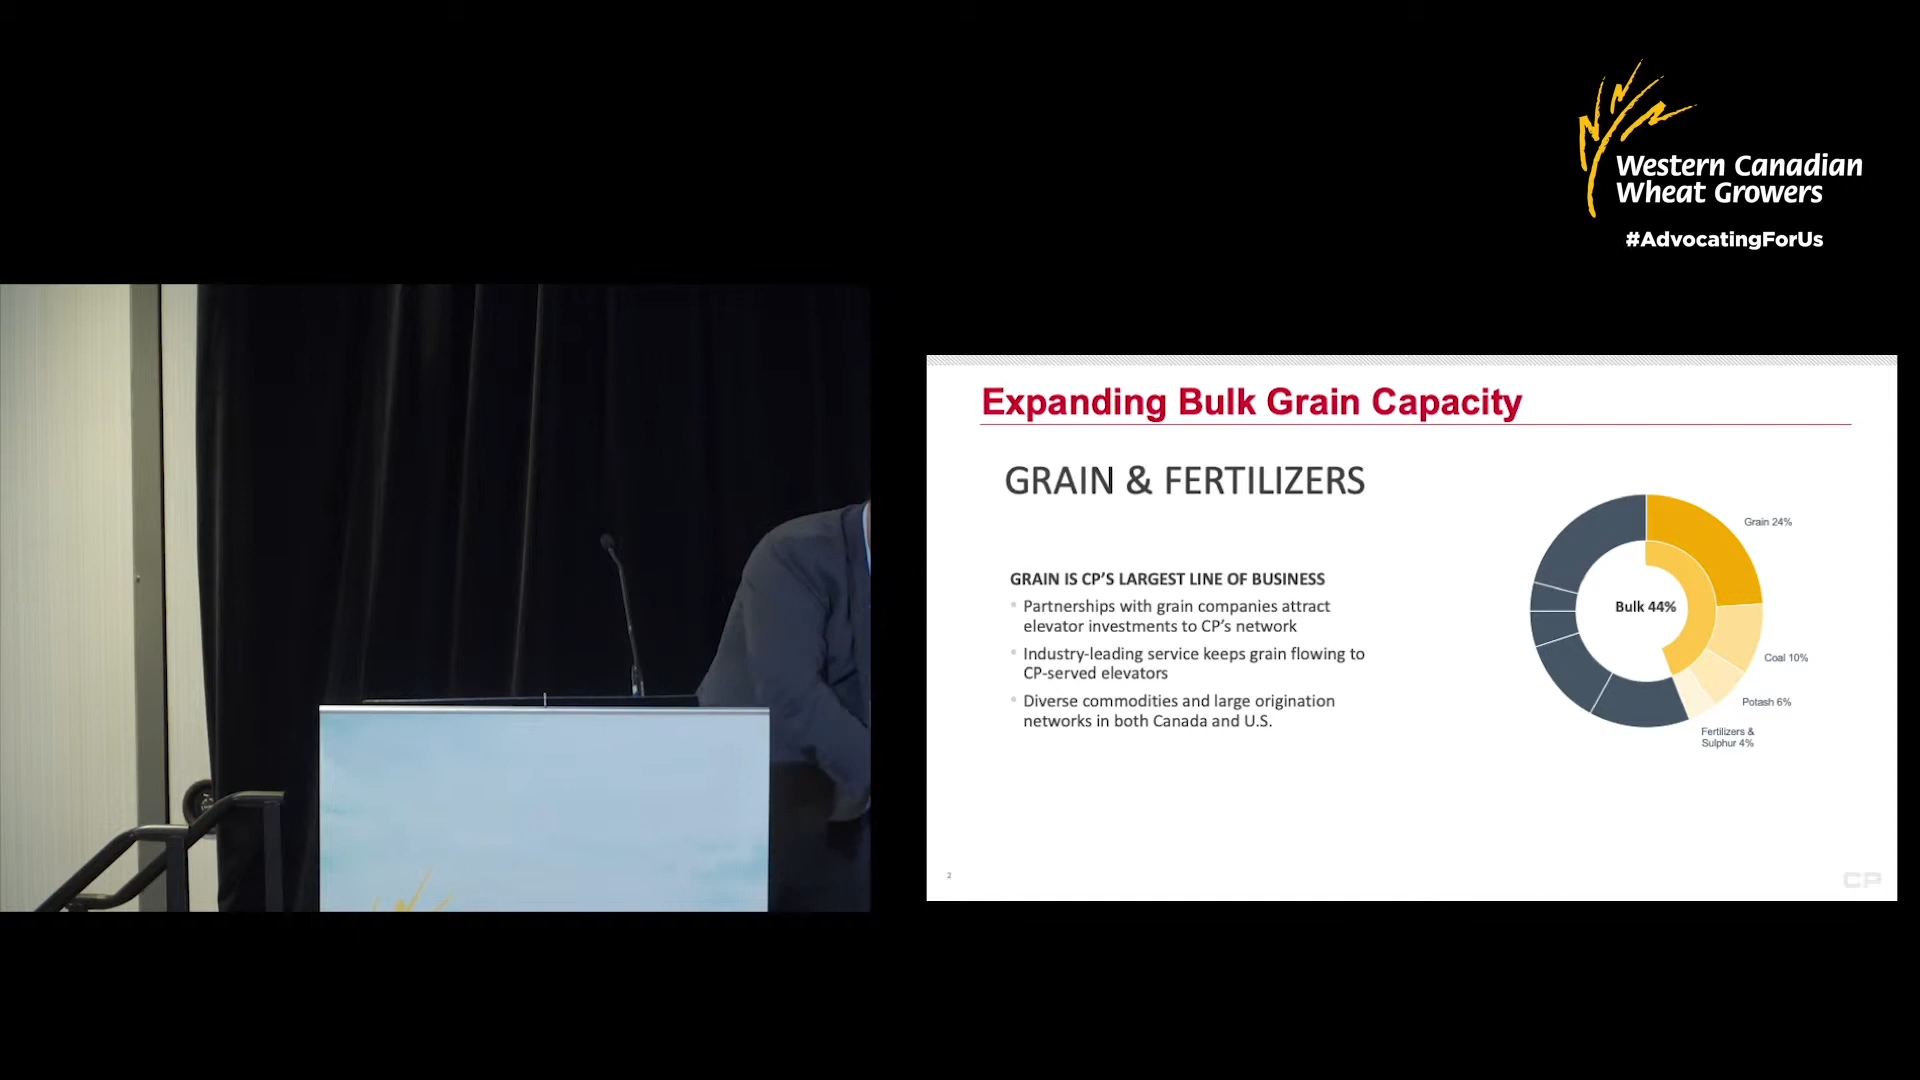 Western Canadian
Wheat Growers
#AdvocatingForUs
Expanding Bulk Grain Capacity
GRAIN & FERTILIZERS
GRAIN IS CP’S LARGEST LINE OF BUSINESS
Partnerships with grain companies attract
elevator investments to CP’s network
Industry-leading service keeps grain flowing to
CP-served elevators
Diverse commodities and large origination
networks in both Canada and U.S.
Bulk 44%
Grain 24%
Coal 10%
Potash 6%
Fertilizers &
Sulphur 4%
2
CP